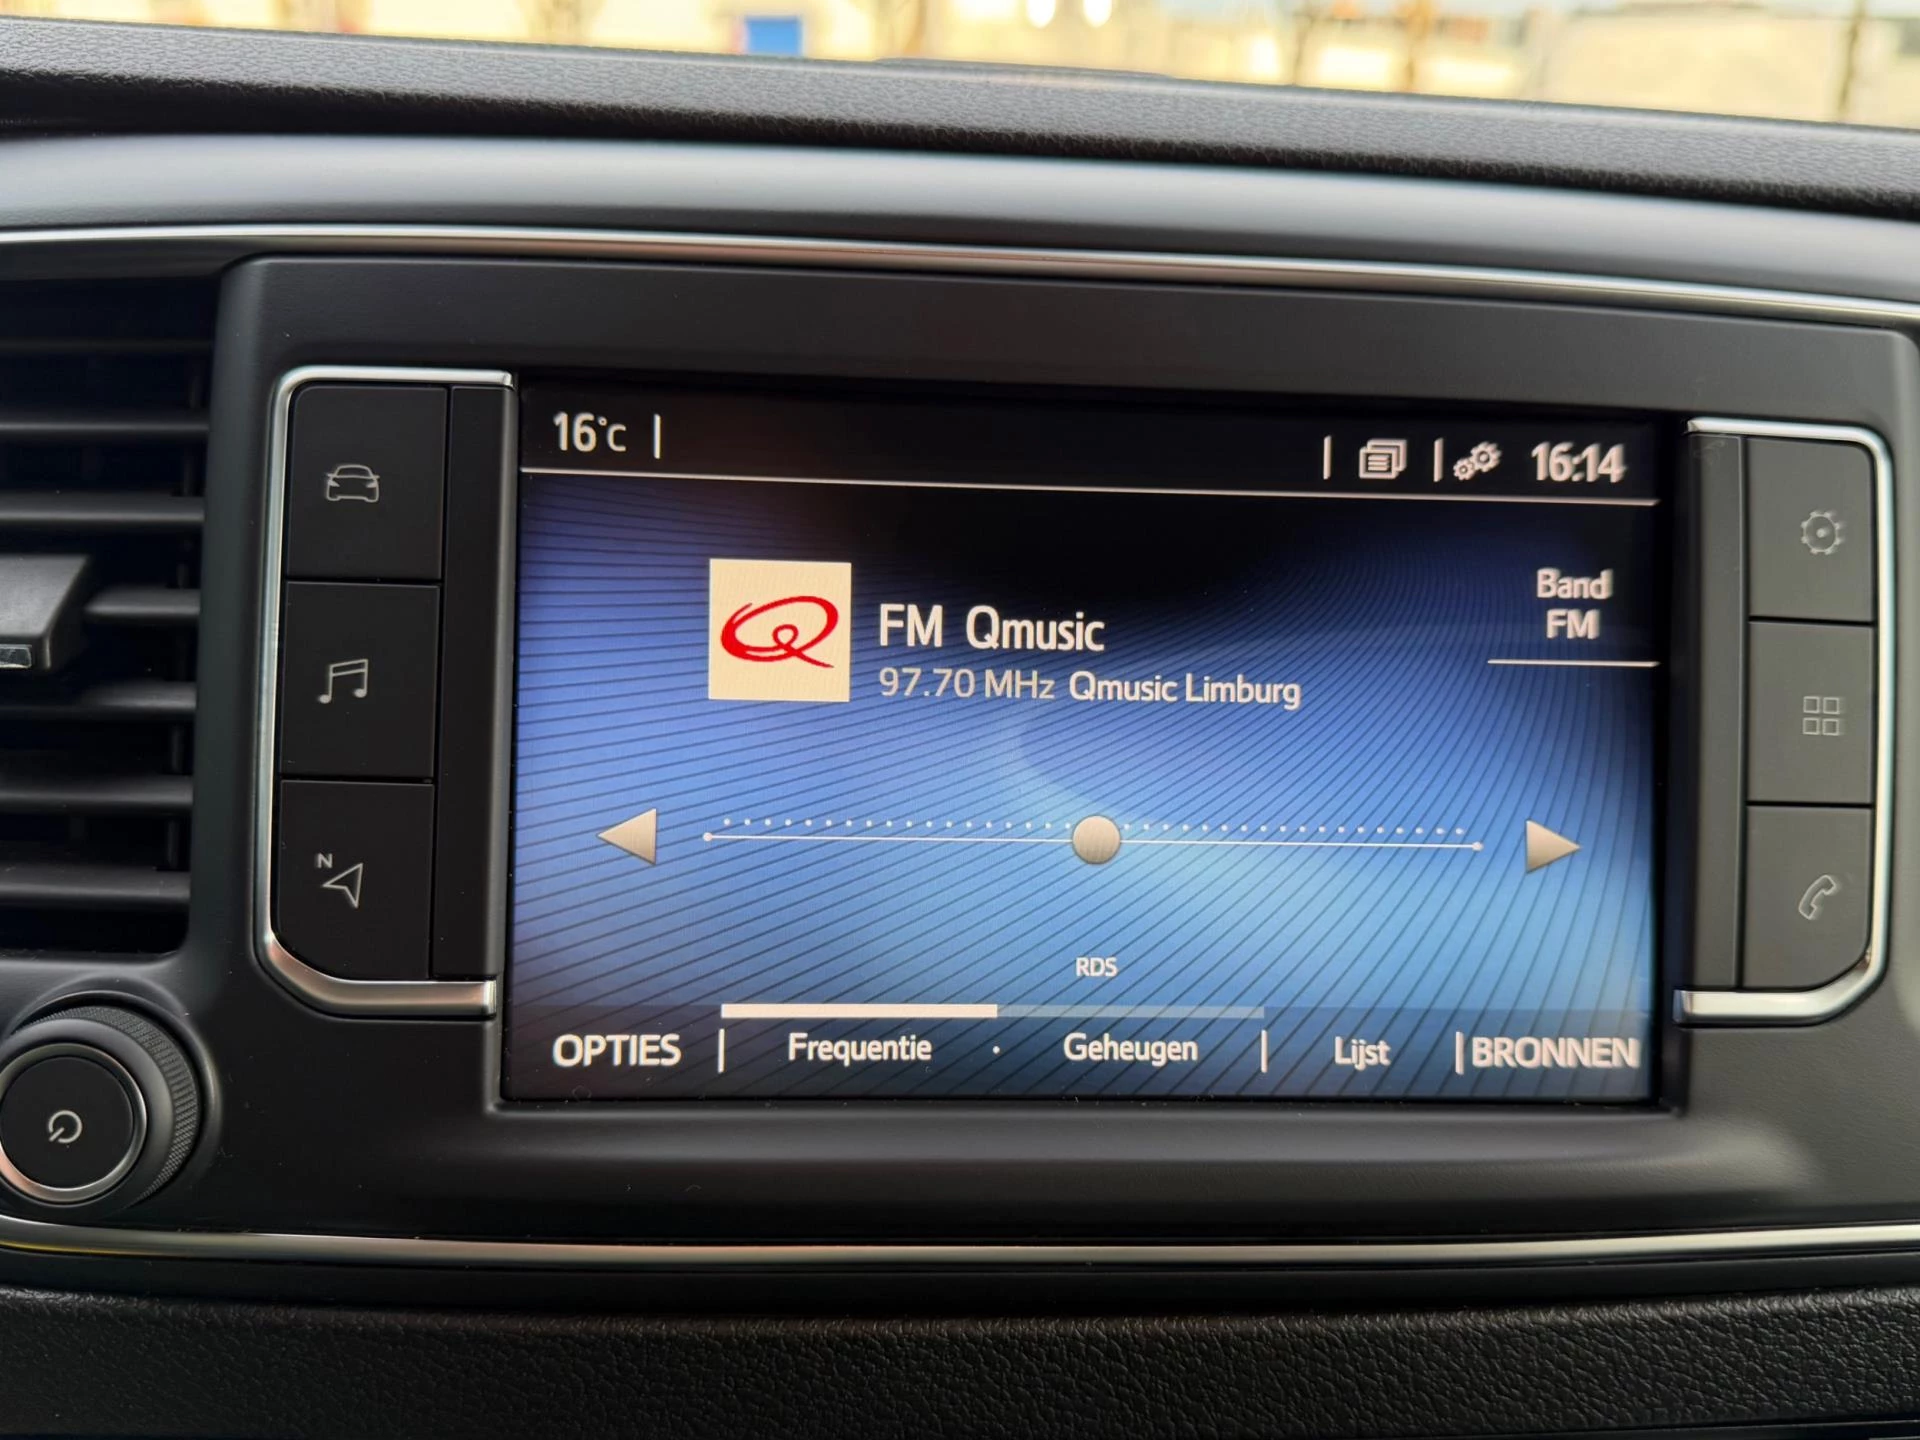 16°C
16:14
Band
FM
FM Qmusic
97.70 MHz Qmusic Limburg
N
RDS
OPTIES Frequentie · Geheugen Lijst BRONNEN